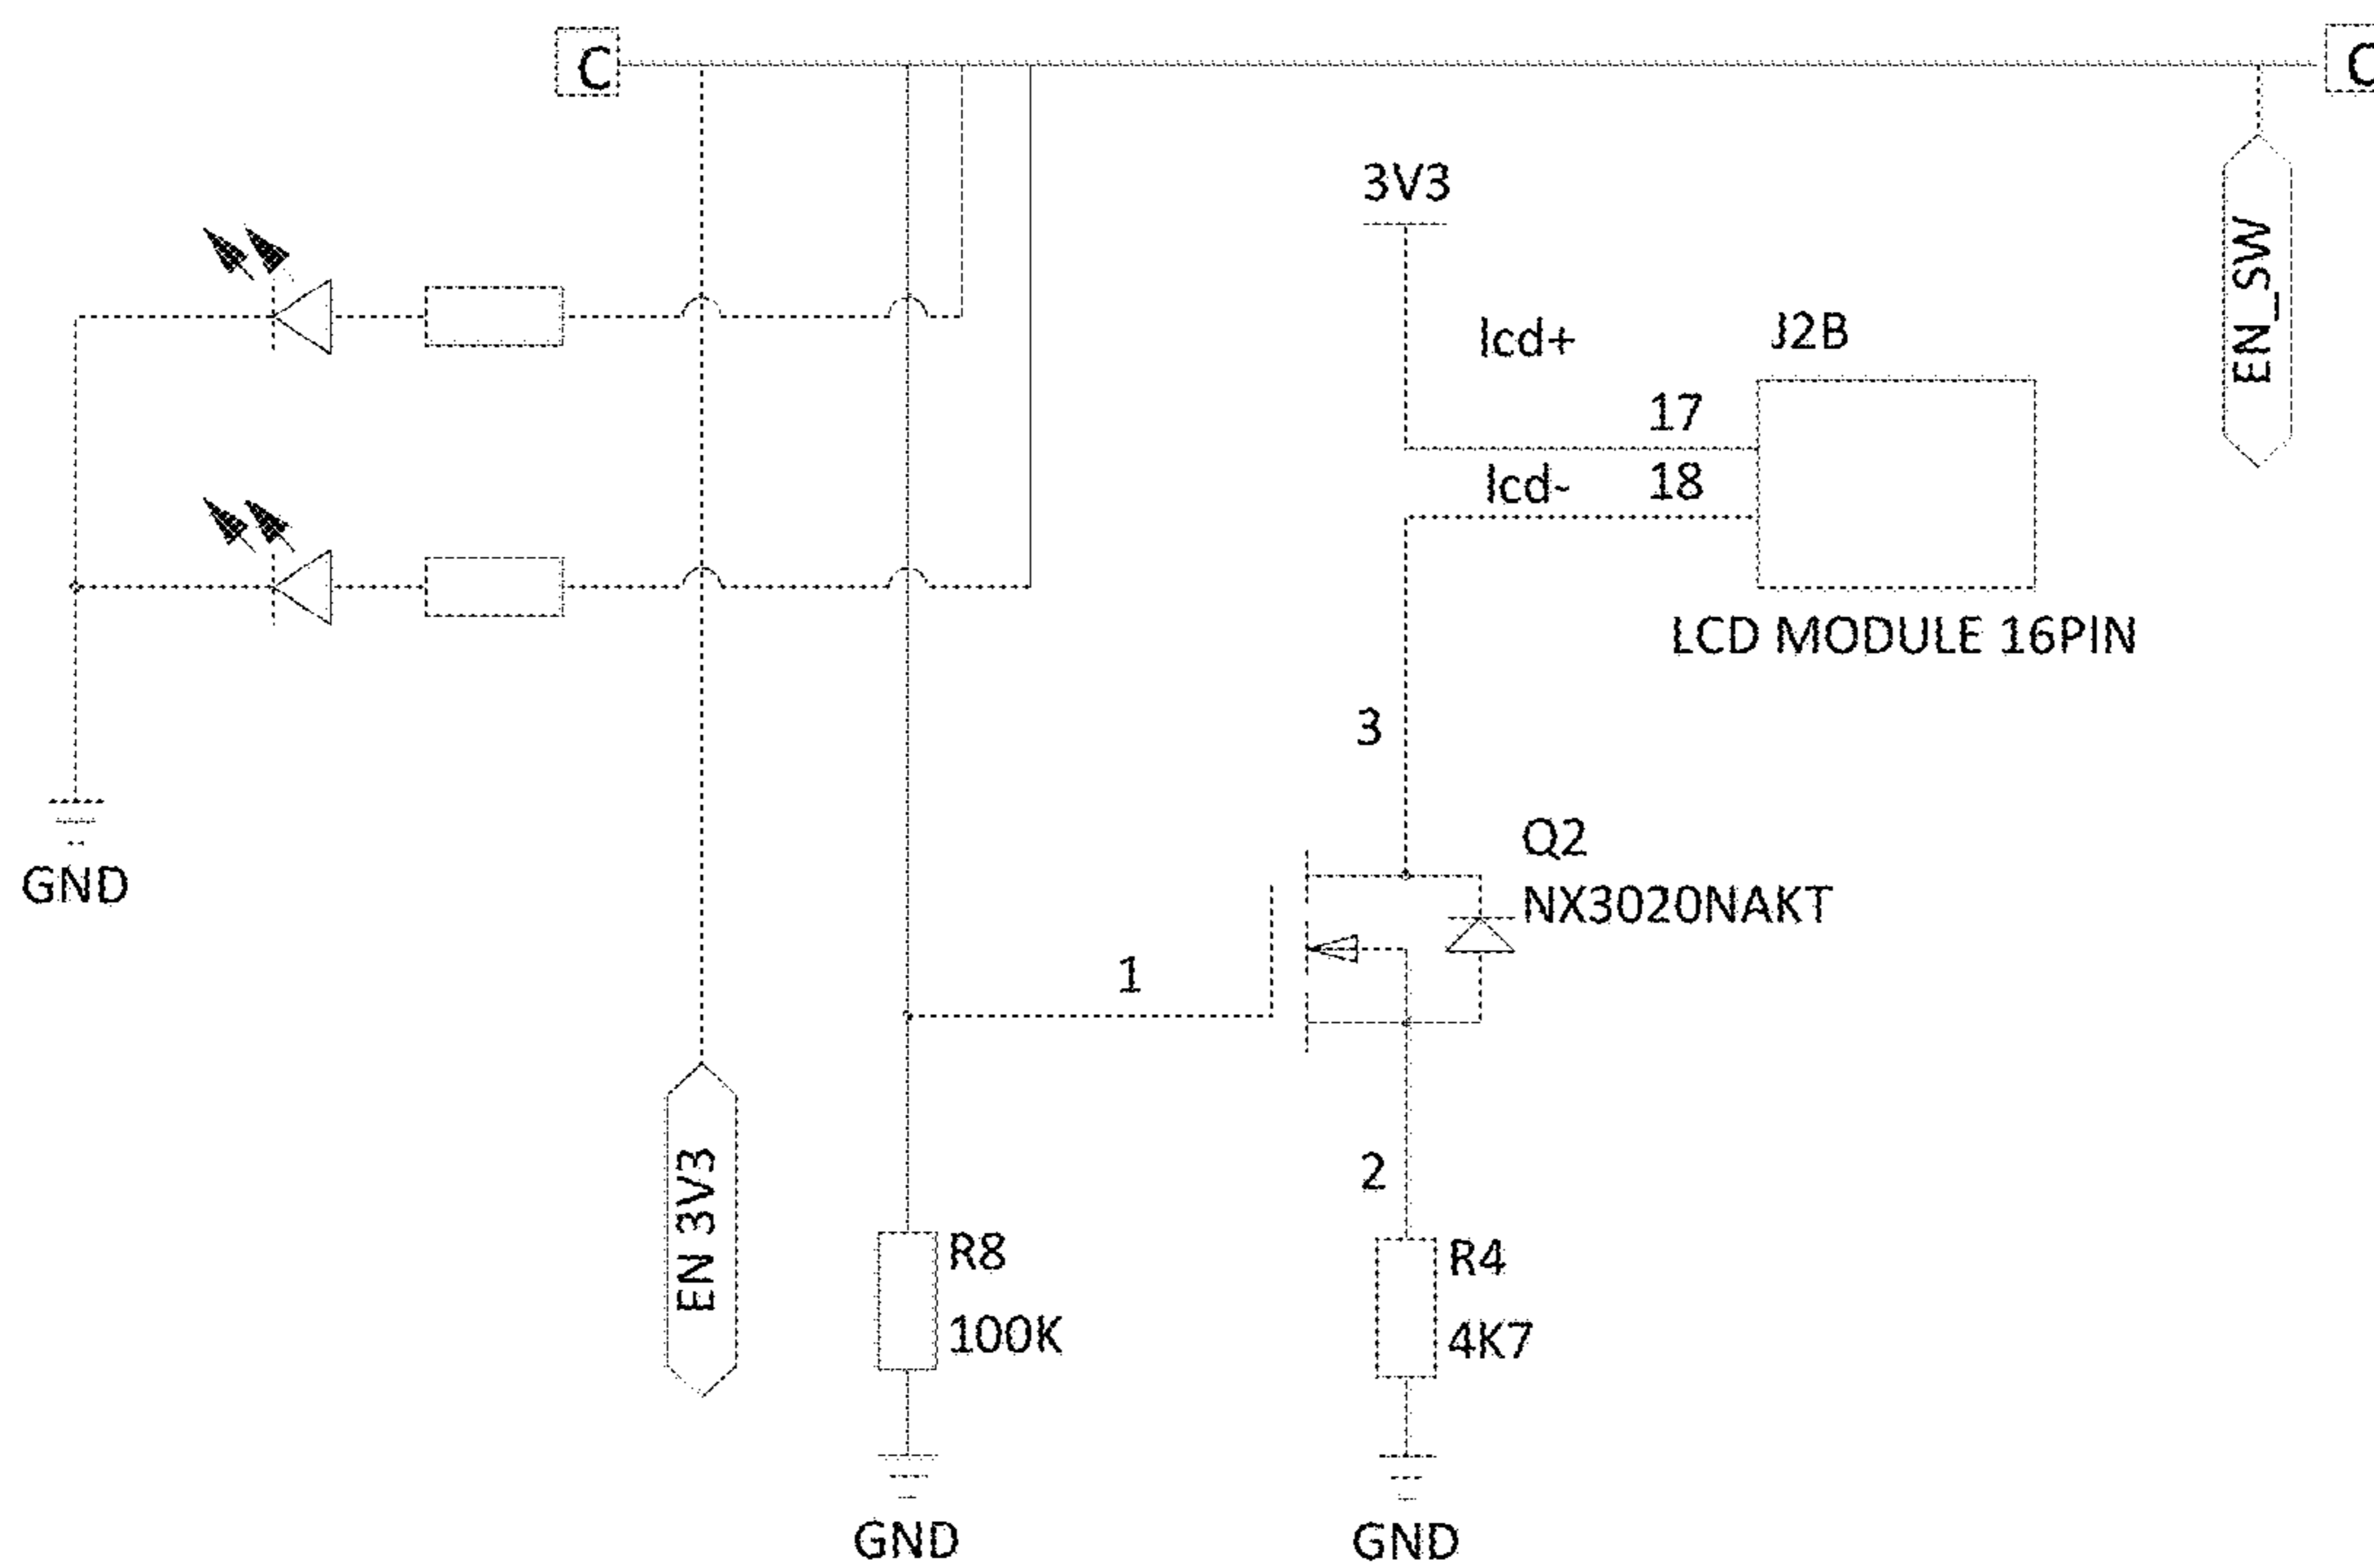 C
C
3V3
EN_SW
lcd+
J2B
17
lcd-
18
LCD MODULE 16PIN
3
Q2
GND
NX3020NAKT
1
EN 3V3
2
R8
R4
100K
4K7
GND
GND